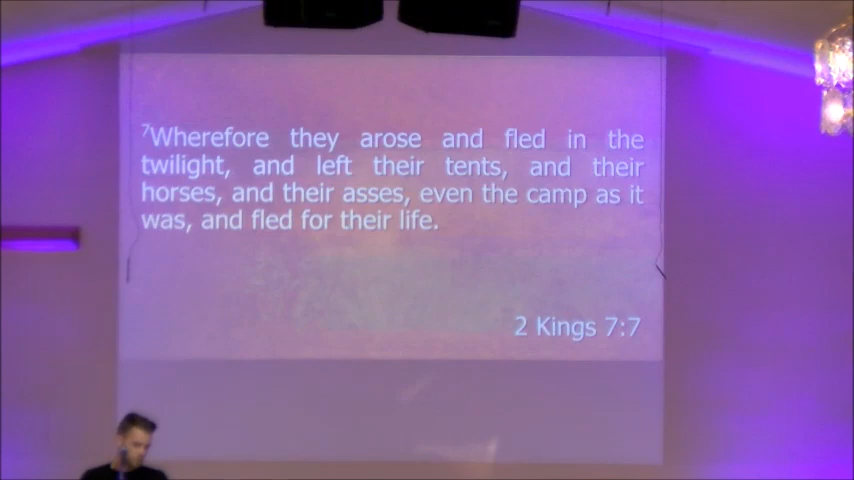 ⁷Wherefore they arose and fled in the
twilight, and left their tents, and their
horses, and their asses, even the camp as it
was, and fled for their life.
2 Kings 7:7